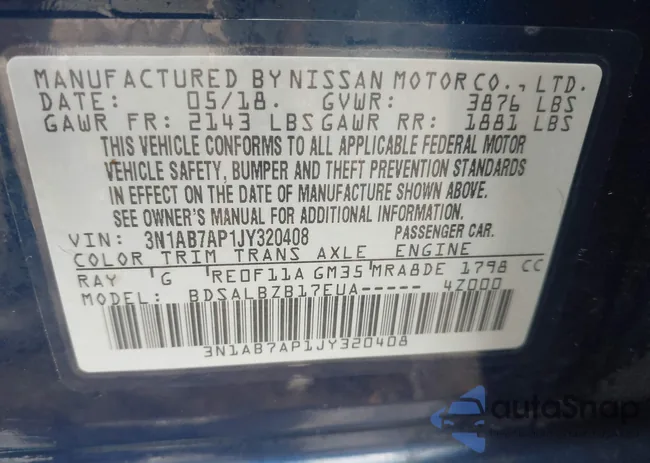 MANUFACTURED BY NISSAN MOTOR CO., LTD.
DATE: 05/18. GVWR: 3876 LBS
GAWR FR: 2143 LBS GAWR RR: 1881 LBS
THIS VEHICLE CONFORMS TO ALL APPLICABLE FEDERAL MOTOR
VEHICLE SAFETY, BUMPER AND THEFT PREVENTION STANDARDS
IN EFFECT ON THE DATE OF MANUFACTURE SHOWN ABOVE.
SEE OWNER'S MANUAL FOR ADDITIONAL INFORMATION.
VIN: 3N1AB7AP1JY320408 PASSENGER CAR.
COLOR TRIM TRANS AXLE ENGINE
RAY G RE0F11A GM35 MRA8DE 1798 CC
MODEL: BDSALBZB17EUA----- 4Z000
3N1AB7AP1JY320408
autoSnap